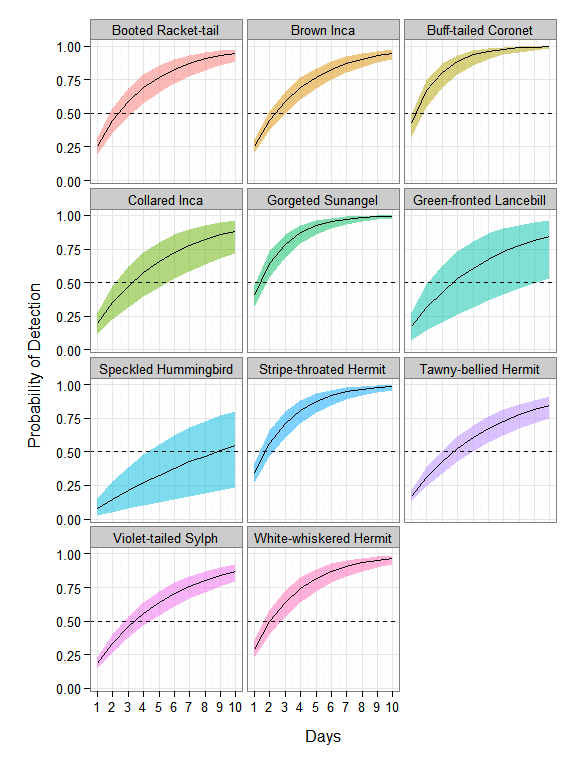 Booted Racket-tail Brown Inca Buff-tailed Coronet
1.00
0.75
0.50
0.25
0.00
Collared Inca Gorgeted Sunangel Green-fronted Lancebill
1.00
0.75
0.50
0.25
0.00
Speckled Hummingbird Stripe-throated Hermit Tawny-bellied Hermit
1.00
0.75
0.50
0.25
0.00
Violet-tailed Sylph White-whiskered Hermit
1.00
0.75
0.50
0.25
0.00
1 2 3 4 5 6 7 8 9 10 1 2 3 4 5 6 7 8 9 10
Days
Probability of Detection